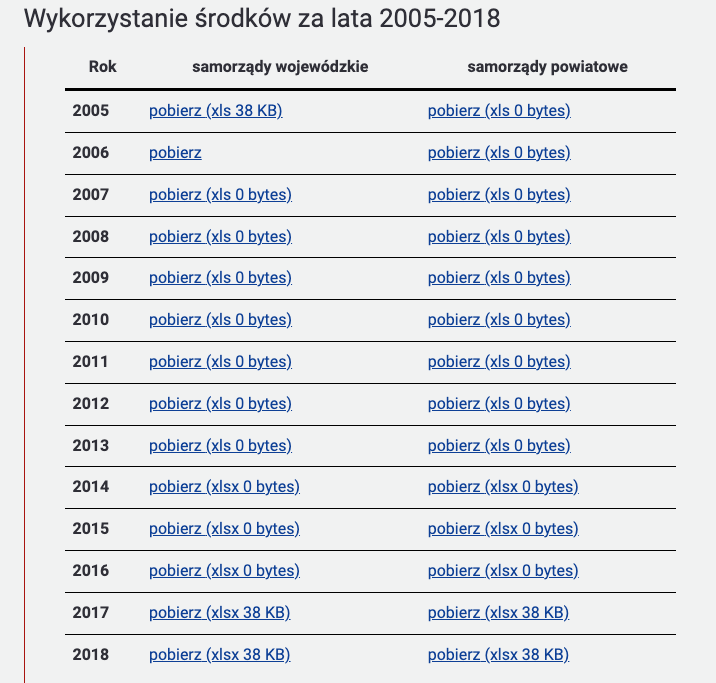 Wykorzystanie środków za lata 2005-2018
Rok samorządy wojewódzkie samorządy powiatowe
2005 pobierz (xls 38 KB) pobierz (xls 0 bytes)
2006 pobierz pobierz (xls 0 bytes)
2007 pobierz (xls 0 bytes) pobierz (xls 0 bytes)
2008 pobierz (xls 0 bytes) pobierz (xls 0 bytes)
2009 pobierz (xls 0 bytes) pobierz (xls 0 bytes)
2010 pobierz (xls 0 bytes) pobierz (xls 0 bytes)
2011 pobierz (xls 0 bytes) pobierz (xls 0 bytes)
2012 pobierz (xls 0 bytes) pobierz (xls 0 bytes)
2013 pobierz (xls 0 bytes) pobierz (xls 0 bytes)
2014 pobierz (xlsx 0 bytes) pobierz (xlsx 0 bytes)
2015 pobierz (xlsx 0 bytes) pobierz (xlsx 0 bytes)
2016 pobierz (xlsx 0 bytes) pobierz (xlsx 0 bytes)
2017 pobierz (xlsx 38 KB) pobierz (xlsx 38 KB)
2018 pobierz (xlsx 38 KB) pobierz (xlsx 38 KB)